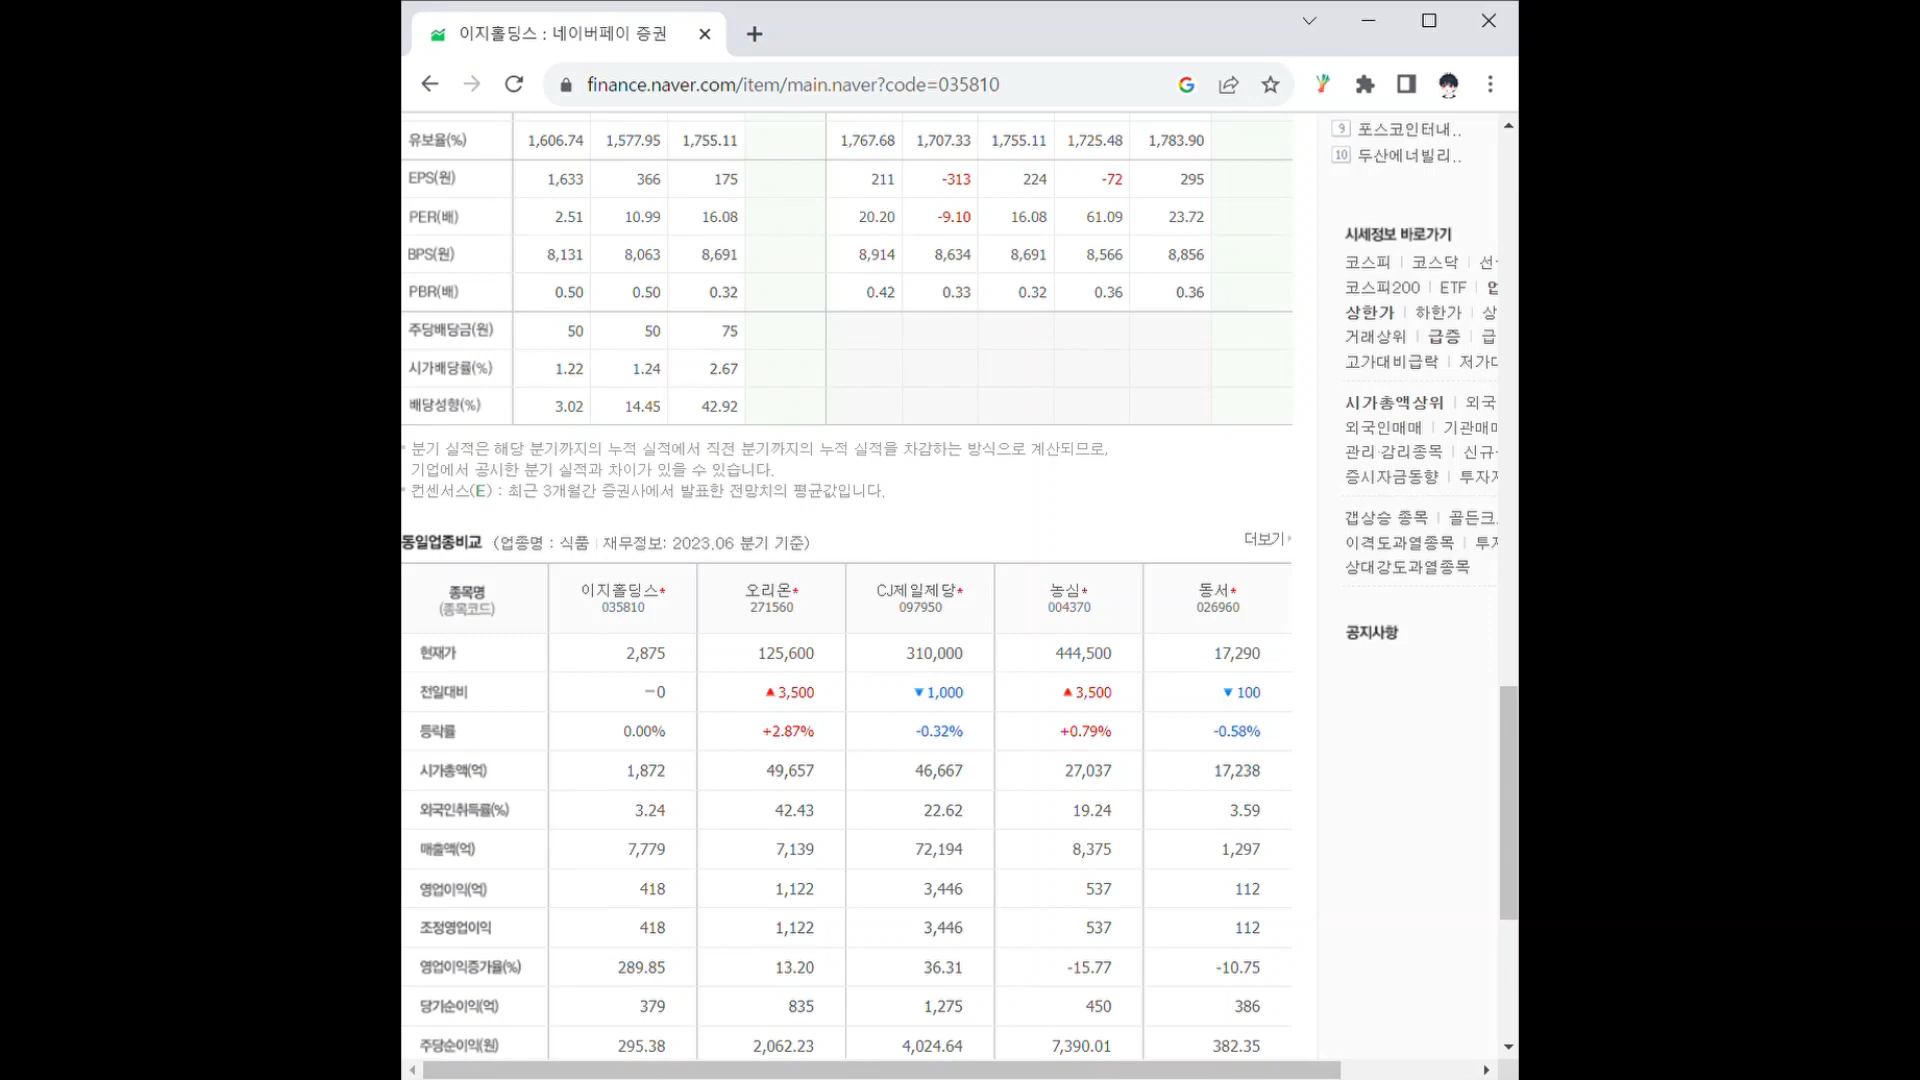 이지홀딩스 : 네이버페이 증권
finance.naver.com/item/main.naver?code=035810
유보율(%) 1,606.74 1,577.95 1,755.11 1,767.68 1,707.33 1,755.11 1,725.48 1,783.90
EPS(원) 1,633 366 175 211 -313 224 -72 295
PER(배) 2.51 10.99 16.08 20.20 -9.10 16.08 61.09 23.72
BPS(원) 8,131 8,063 8,691 8,914 8,634 8,691 8,566 8,856
PBR(배) 0.50 0.50 0.32 0.42 0.33 0.32 0.36 0.36
주당배당금(원) 50 50 75
시가배당률(%) 1.22 1.24 2.67
배당성향(%) 3.02 14.45 42.92
* 분기 실적은 해당 분기까지의 누적 실적에서 직전 분기까지의 누적 실적을 차감하는 방식으로 계산되므로,
기업에서 공시한 분기 실적과 차이가 있을 수 있습니다.
* 컨센서스(E) : 최근 3개월간 증권사에서 발표한 전망치의 평균값입니다.
동일업종비교 (업종명 : 식품 | 재무정보: 2023.06 분기 기준) 더보기
종목명 이지홀딩스* 오리온* CJ제일제당* 농심* 동서*
(종목코드) 035810 271560 097950 004370 026960
현재가 2,875 125,600 310,000 444,500 17,290
전일대비 －0 ▲3,500 ▼1,000 ▲3,500 ▼100
등락률 0.00% +2.87% -0.32% +0.79% -0.58%
시가총액(억) 1,872 49,657 46,667 27,037 17,238
외국인취득률(%) 3.24 42.43 22.62 19.24 3.59
매출액(억) 7,779 7,139 72,194 8,375 1,297
영업이익(억) 418 1,122 3,446 537 112
조정영업이익 418 1,122 3,446 537 112
영업이익증가율(%) 289.85 13.20 36.31 -15.77 -10.75
당기순이익(억) 379 835 1,275 450 386
주당순이익(원) 295.38 2,062.23 4,024.64 7,390.01 382.35
9 포스코인터내..
10 두산에너빌리..
시세정보 바로가기
코스피 | 코스닥 | 선
코스피200 | ETF |
상한가 | 하한가 | 상
거래상위 | 급증 | 급
고가대비급락 | 저가
시가총액상위 | 외국
외국인매매 | 기관매
관리·감리종목 | 신규
증시자금동향 | 투자
갭상승 종목 | 골든크
이격도과열종목 | 투
상대강도과열종목
공지사항